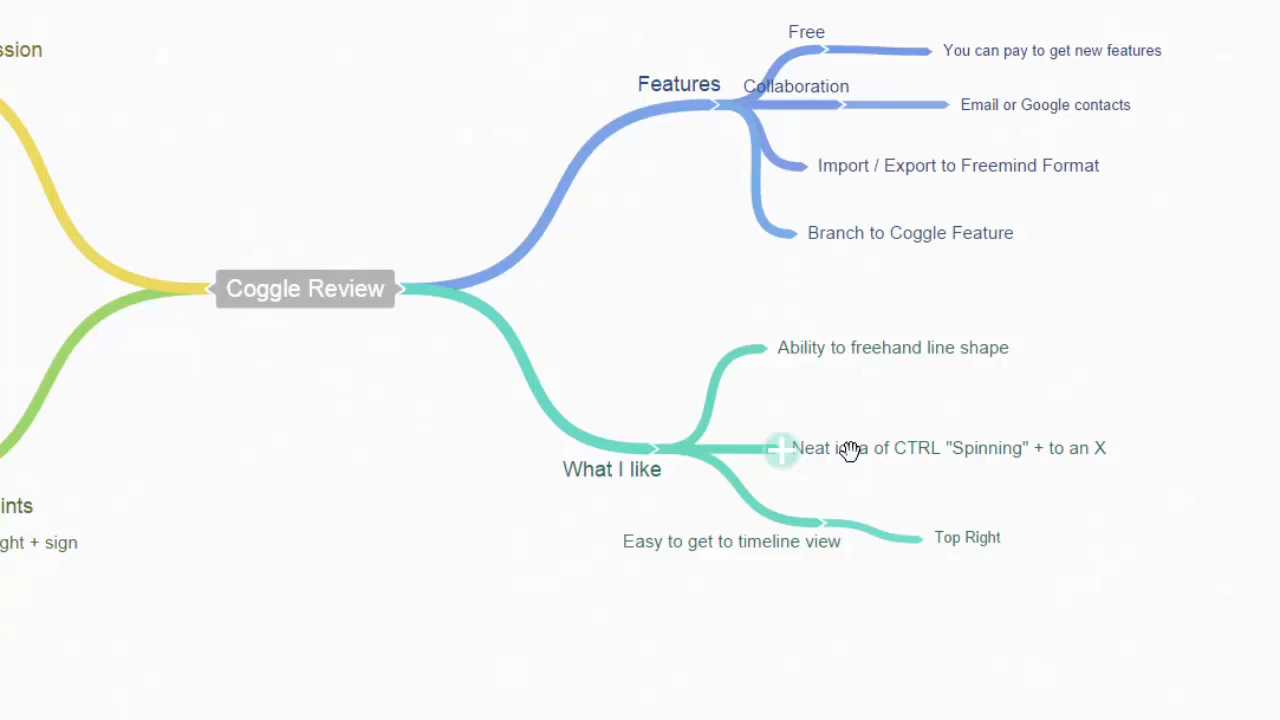 ssion
Free
You can pay to get new features
Features
Collaboration
Email or Google contacts
Import / Export to Freemind Format
Branch to Coggle Feature
Coggle Review
Ability to freehand line shape
Neat idea of CTRL "Spinning" + to an X
What I like
Easy to get to timeline view
Top Right
ints
ght + sign